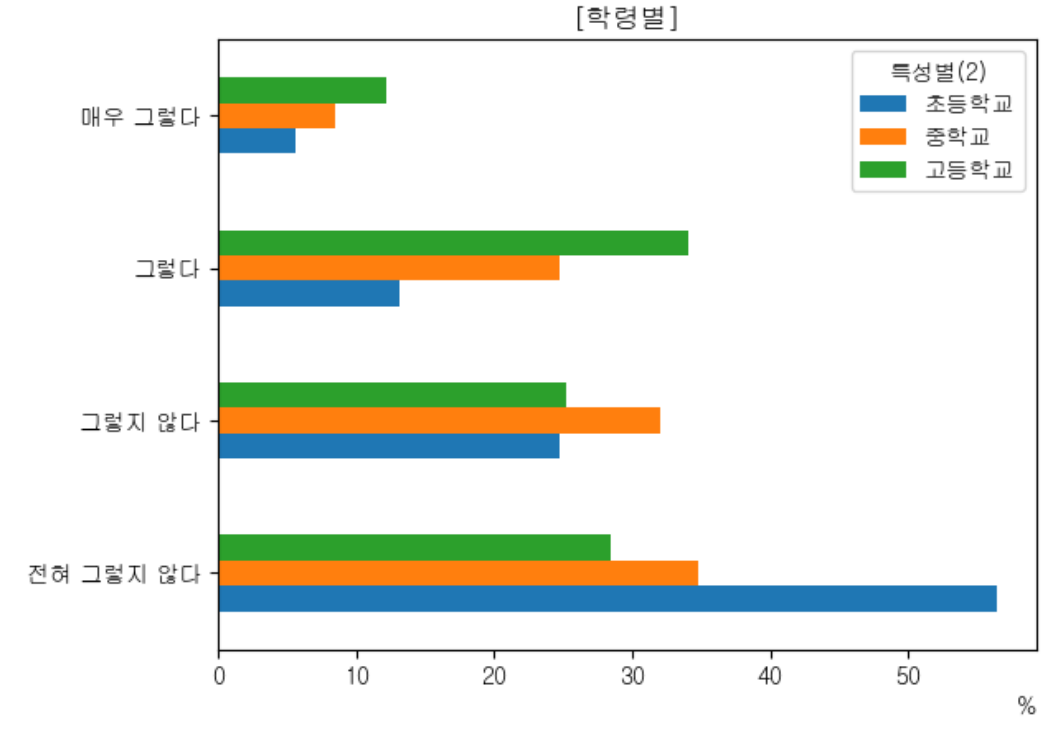 [학령별]
특성별(2)
초등학교
중학교
고등학교
매우 그렇다
그렇다
그렇지 않다
전혀 그렇지 않다
0 10 20 30 40 50
%